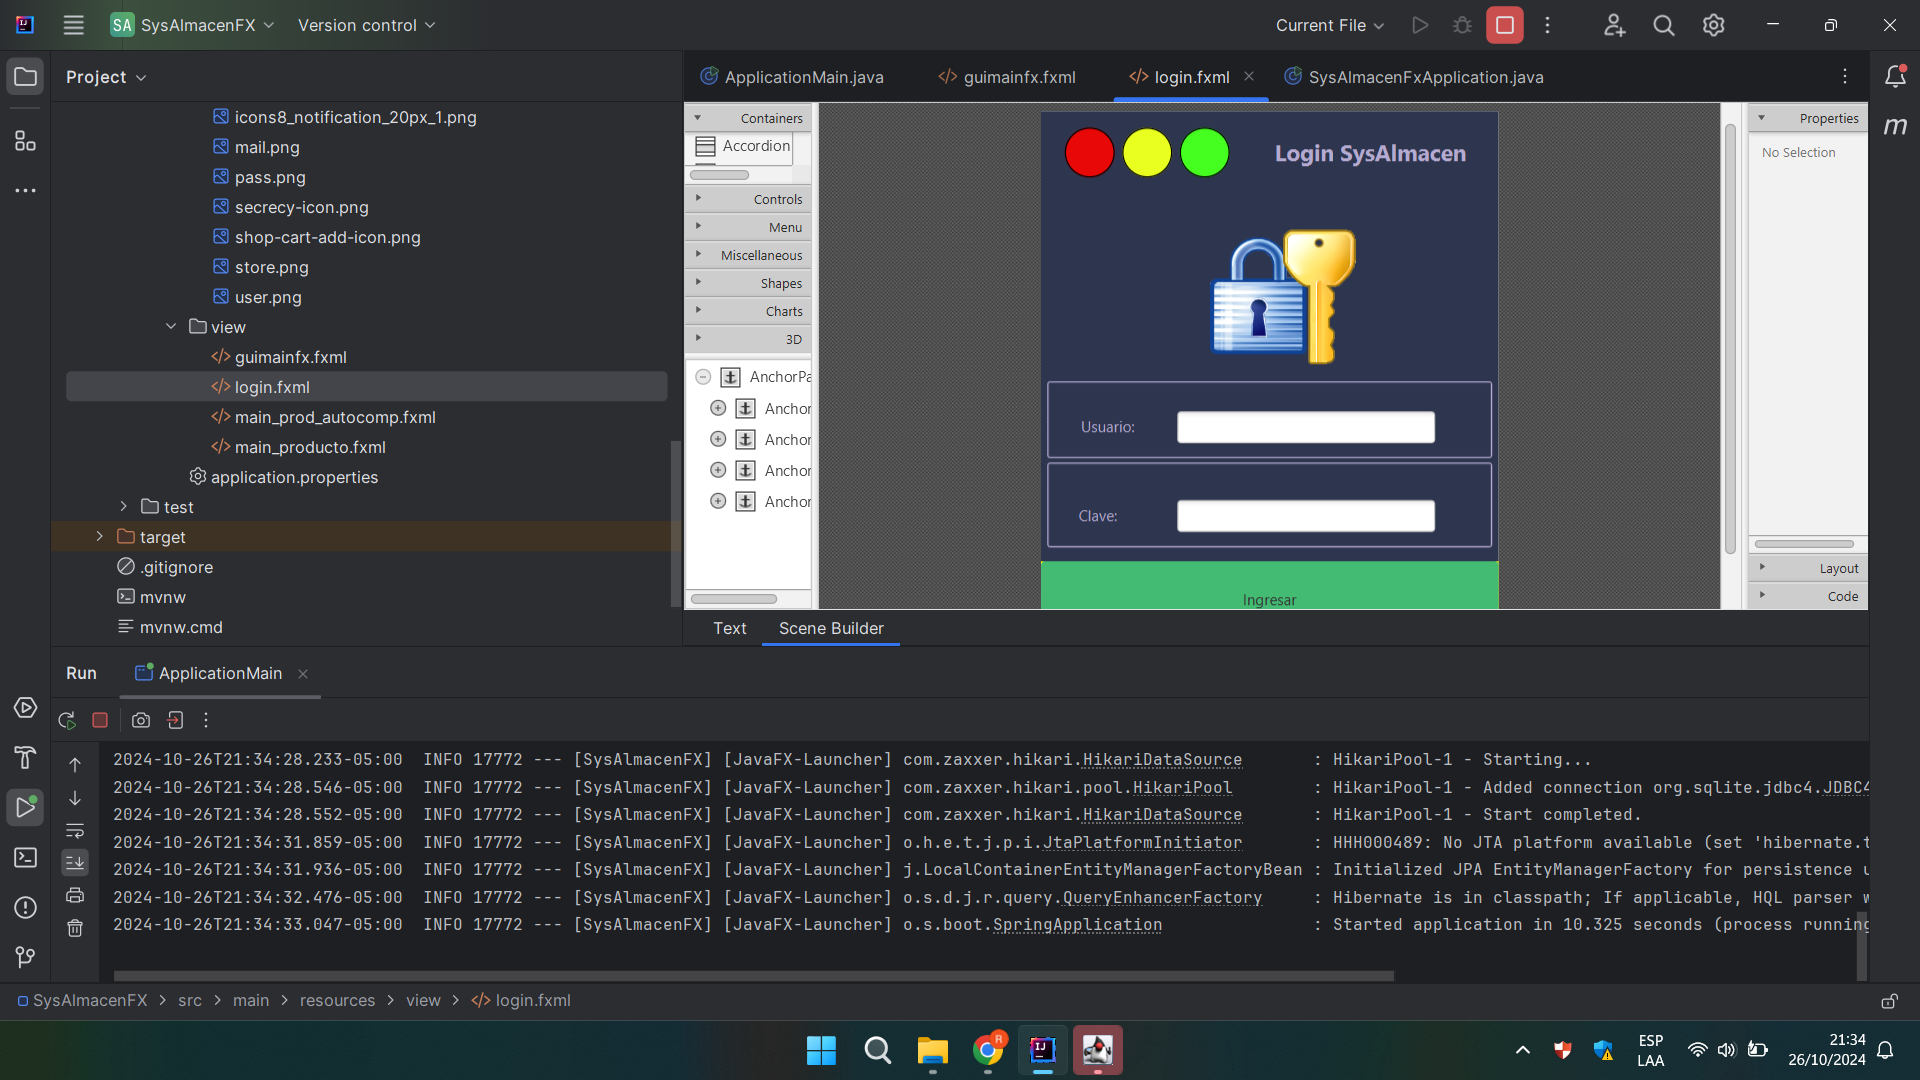 SA SysAlmacenFX
Version control
Current File
Project
ApplicationMain.java
guimainfx.fxml
login.fxml
SysAlmacenFxApplication.java
icons8_notification_20px_1.png
mail.png
pass.png
secrecy-icon.png
shop-cart-add-icon.png
store.png
user.png
view
guimainfx.fxml
login.fxml
main_prod_autocomp.fxml
main_producto.fxml
application.properties
test
target
.gitignore
mvnw
mvnw.cmd
Containers
Accordion
Controls
Menu
Miscellaneous
Shapes
Charts
3D
AnchorPa
Anchor
Anchor
Anchor
Anchor
Login SysAlmacen
Usuario:
Clave:
Ingresar
Properties
No Selection
Layout
Code
m
Text
Scene Builder
Run
ApplicationMain
2024-10-26T21:34:28.233-05:00 INFO 17772 --- [SysAlmacenFX] [JavaFX-Launcher] com.zaxxer.hikari.HikariDataSource : HikariPool-1 - Starting...
2024-10-26T21:34:28.546-05:00 INFO 17772 --- [SysAlmacenFX] [JavaFX-Launcher] com.zaxxer.hikari.pool.HikariPool : HikariPool-1 - Added connection org.sqlite.jdbc4.JDBC4
2024-10-26T21:34:28.552-05:00 INFO 17772 --- [SysAlmacenFX] [JavaFX-Launcher] com.zaxxer.hikari.HikariDataSource : HikariPool-1 - Start completed.
2024-10-26T21:34:31.859-05:00 INFO 17772 --- [SysAlmacenFX] [JavaFX-Launcher] o.h.e.t.j.p.i.JtaPlatformInitiator : HHH000489: No JTA platform available (set 'hibernate.t
2024-10-26T21:34:31.936-05:00 INFO 17772 --- [SysAlmacenFX] [JavaFX-Launcher] j.LocalContainerEntityManagerFactoryBean : Initialized JPA EntityManagerFactory for persistence u
2024-10-26T21:34:32.476-05:00 INFO 17772 --- [SysAlmacenFX] [JavaFX-Launcher] o.s.d.j.r.query.QueryEnhancerFactory : Hibernate is in classpath; If applicable, HQL parser w
2024-10-26T21:34:33.047-05:00 INFO 17772 --- [SysAlmacenFX] [JavaFX-Launcher] o.s.boot.SpringApplication : Started application in 10.325 seconds (process running
SysAlmacenFX > src > main > resources > view > login.fxml
R
ESP
LAA
21:34
26/10/2024